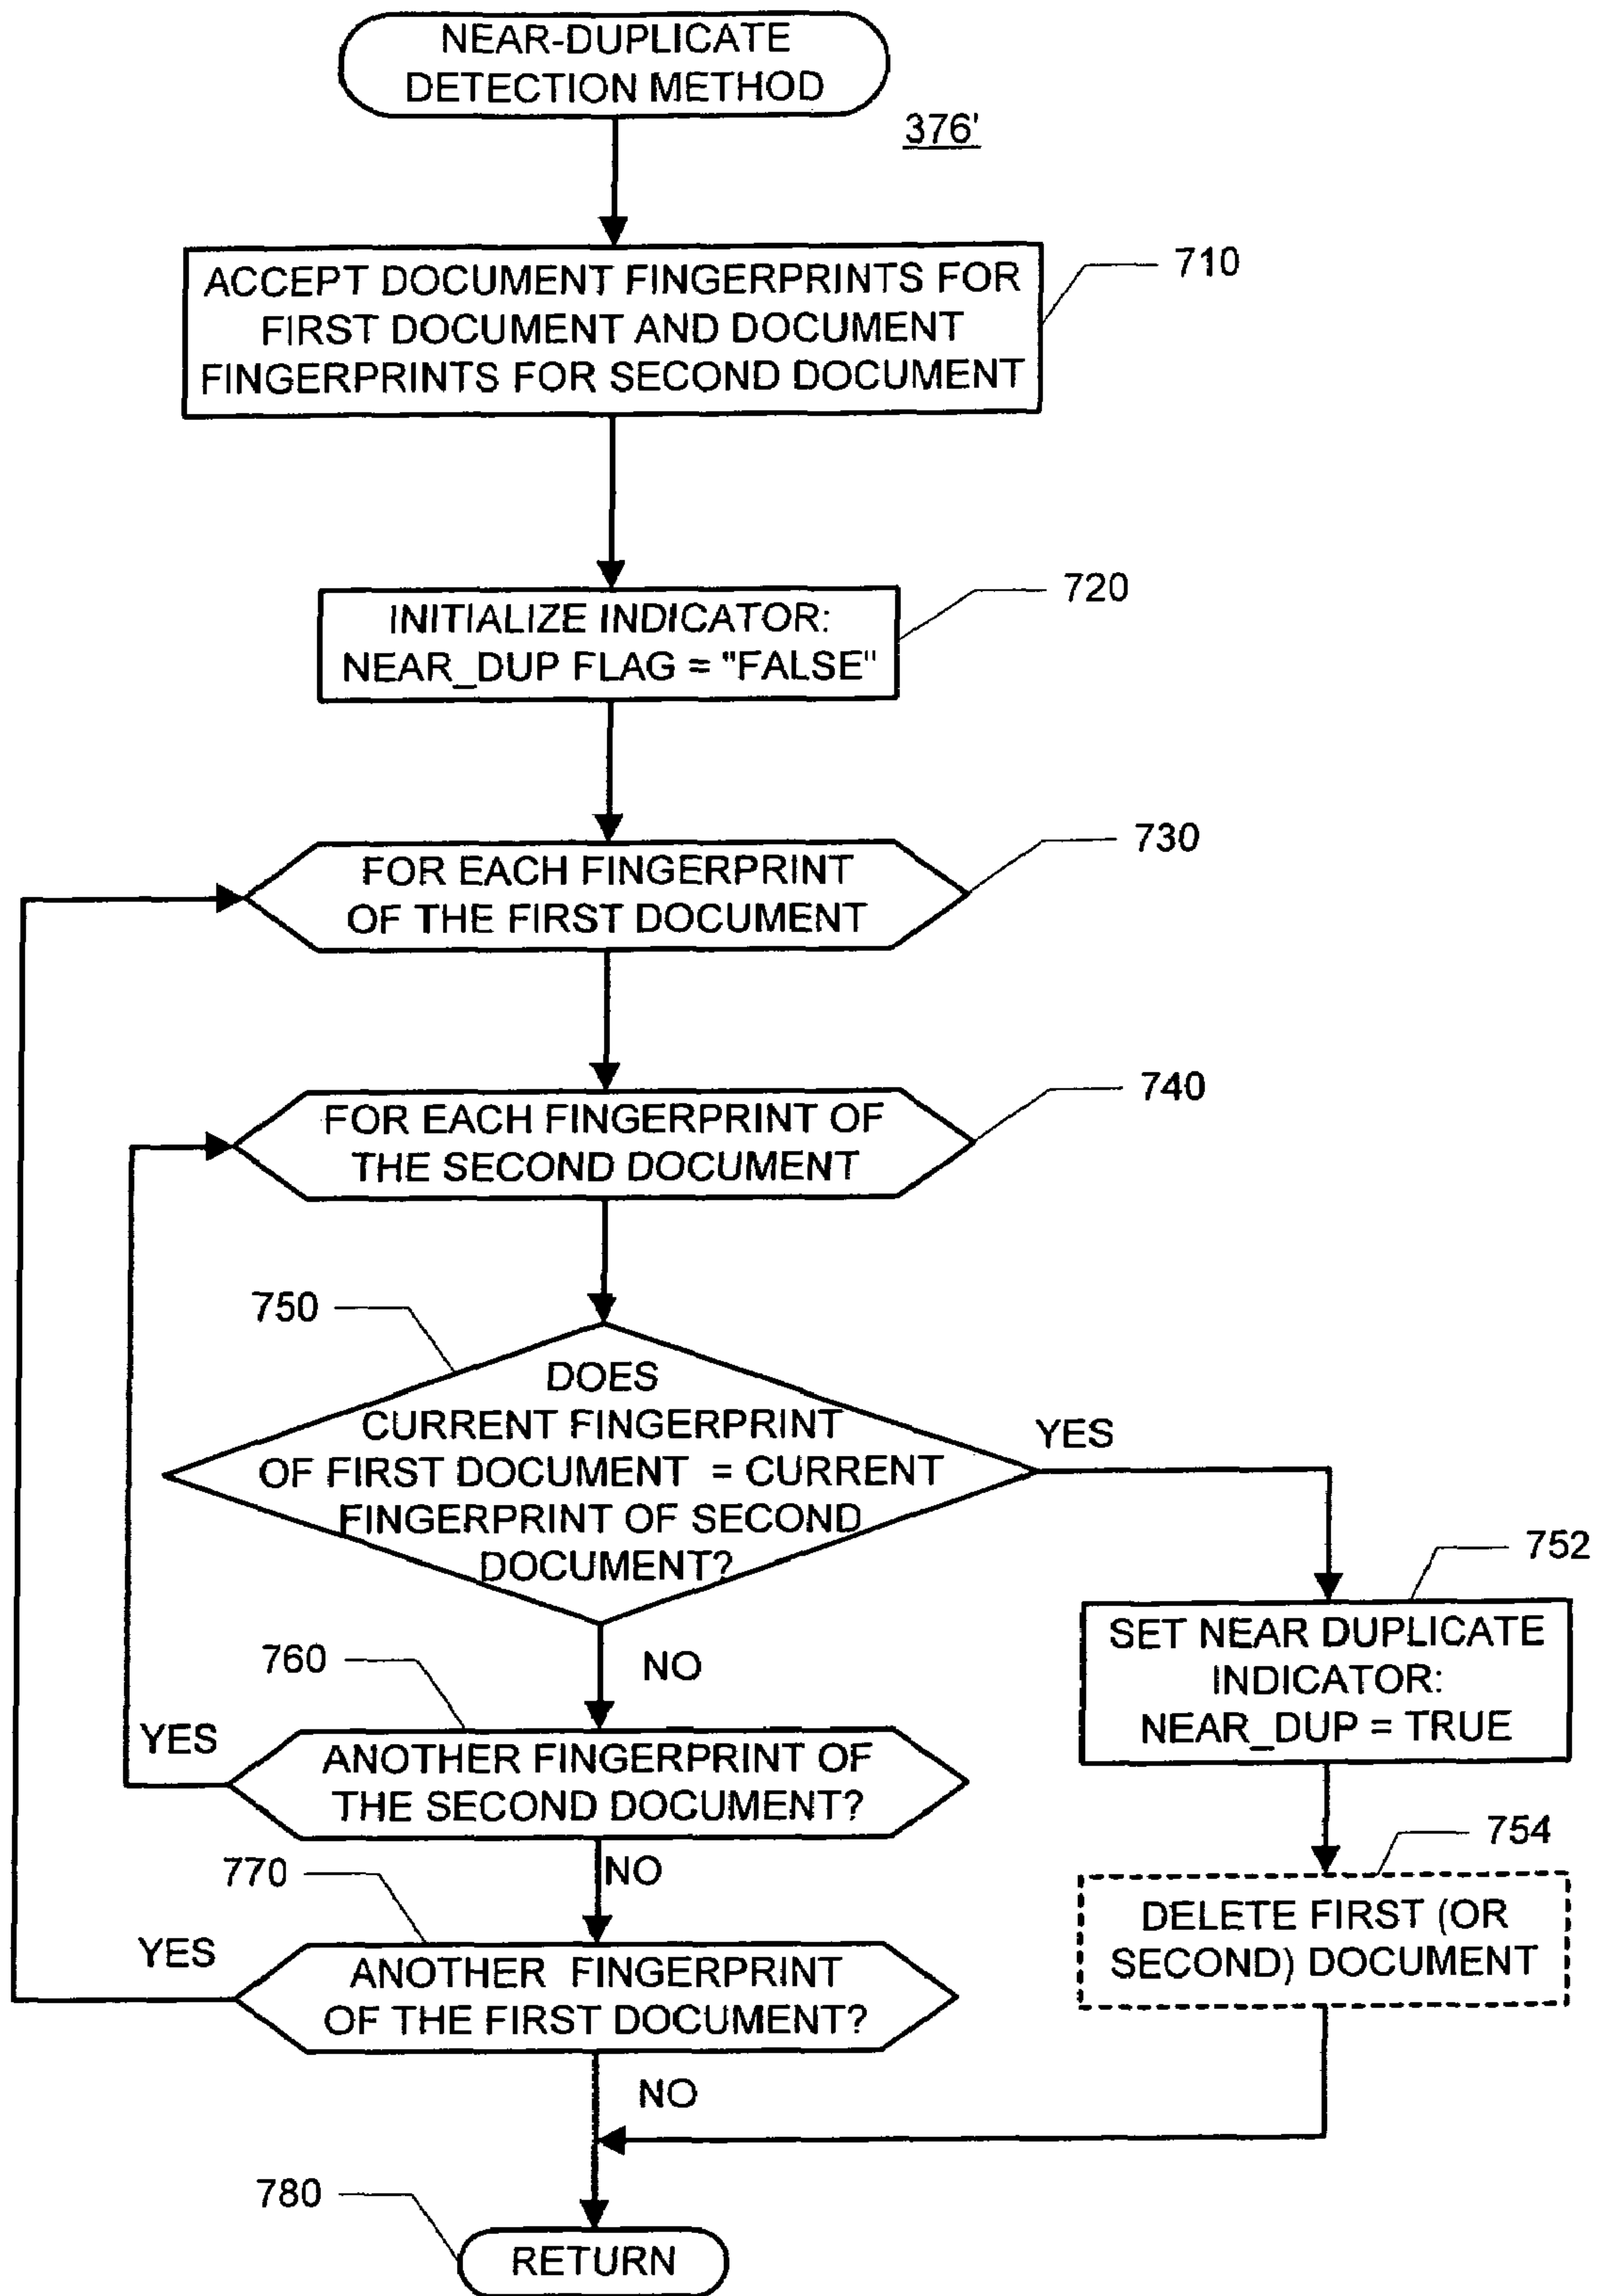 NEAR-DUPLICATE
DETECTION METHOD
376'
ACCEPT DOCUMENT FINGERPRINTS FOR
FIRST DOCUMENT AND DOCUMENT
FINGERPRINTS FOR SECOND DOCUMENT
710
INITIALIZE INDICATOR:
NEAR_DUP FLAG = "FALSE"
720
FOR EACH FINGERPRINT
OF THE FIRST DOCUMENT
730
FOR EACH FINGERPRINT OF
THE SECOND DOCUMENT
740
750
DOES
CURRENT FINGERPRINT
OF FIRST DOCUMENT = CURRENT
FINGERPRINT OF SECOND
DOCUMENT?
YES
752
SET NEAR DUPLICATE
INDICATOR:
NEAR_DUP = TRUE
NO
760
YES
ANOTHER FINGERPRINT OF
THE SECOND DOCUMENT?
754
DELETE FIRST (OR
SECOND) DOCUMENT
NO
770
YES
ANOTHER FINGERPRINT
OF THE FIRST DOCUMENT?
NO
780
RETURN